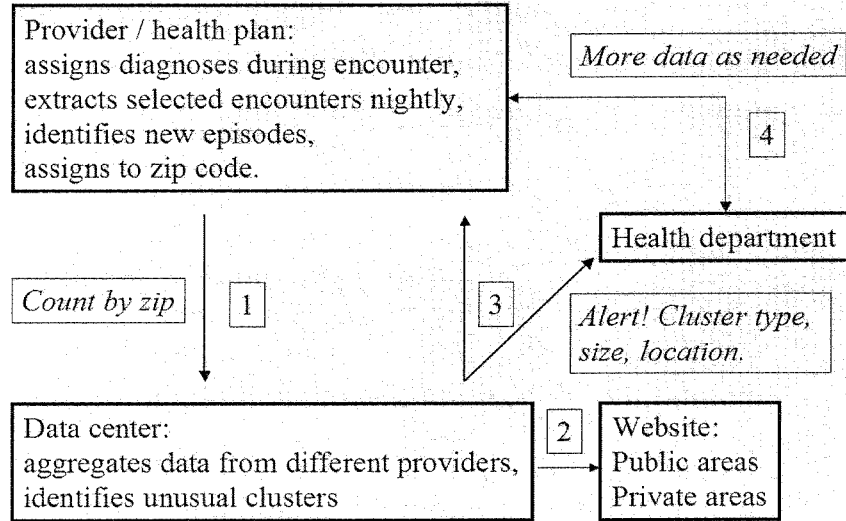 Provider / health plan:
assigns diagnoses during encounter,
extracts selected encounters nightly,
identifies new episodes,
assigns to zip code.
More data as needed
4
Health department
Count by zip
1
3
Alert! Cluster type,
size, location.
Data center:
aggregates data from different providers,
identifies unusual clusters
2
Website:
Public areas
Private areas